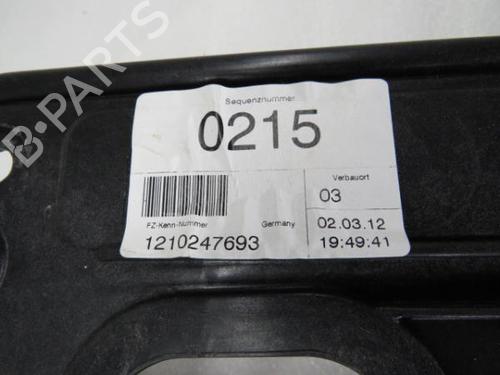 B-PARTS
Sequenznummer
0215
Verbauort
03
FZ-Kenn-Nummer
Germany
02.03.12
1210247693
19:49:41